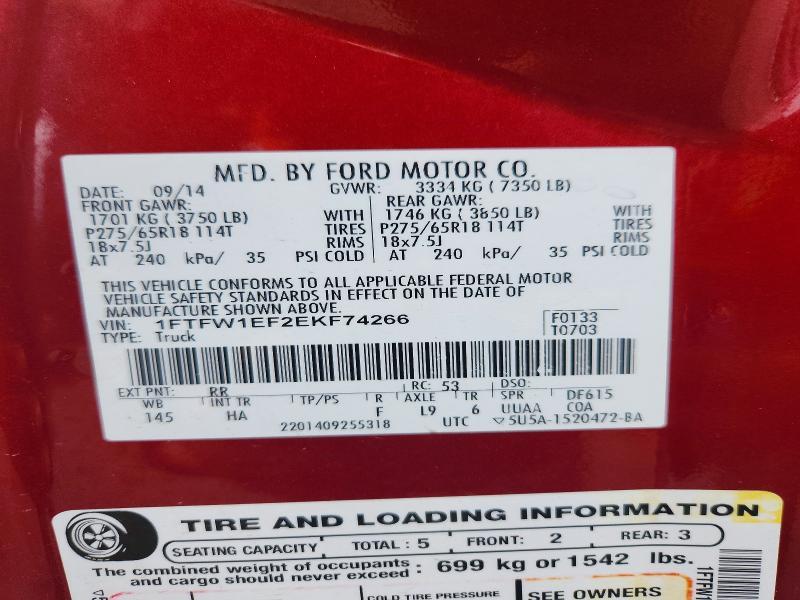 MFD. BY FORD MOTOR CO.
DATE: 09/14 GVWR: 3334 KG ( 7350 LB)
FRONT GAWR: REAR GAWR:
1701 KG ( 3750 LB) WITH 1746 KG ( 3850 LB) WITH
P275/65R18 114T TIRES P275/65R18 114T TIRES
18x7.5J RIMS 18x7.5J RIMS
AT 240 kPa/ 35 PSI COLD AT 240 kPa/ 35 PSI COLD
THIS VEHICLE CONFORMS TO ALL APPLICABLE FEDERAL MOTOR
VEHICLE SAFETY STANDARDS IN EFFECT ON THE DATE OF
MANUFACTURE SHOWN ABOVE.
VIN: 1FTFW1EF2EKF74266 F0133
TYPE: Truck T0703
EXT PNT: RR RC: 53 DSO:
WB INT TR TP/PS R AXLE TR SPR DF615
145 HA F L9 6 UUAA COA
2201409255318 UTC ▽5U5A-1520472-BA
TIRE AND LOADING INFORMATION
SEATING CAPACITY TOTAL : 5 FRONT: 2 REAR: 3
The combined weight of occupants and cargo should never exceed : 699 kg or 1542 lbs.
COLD TIRE PRESSURE SEE OWNERS